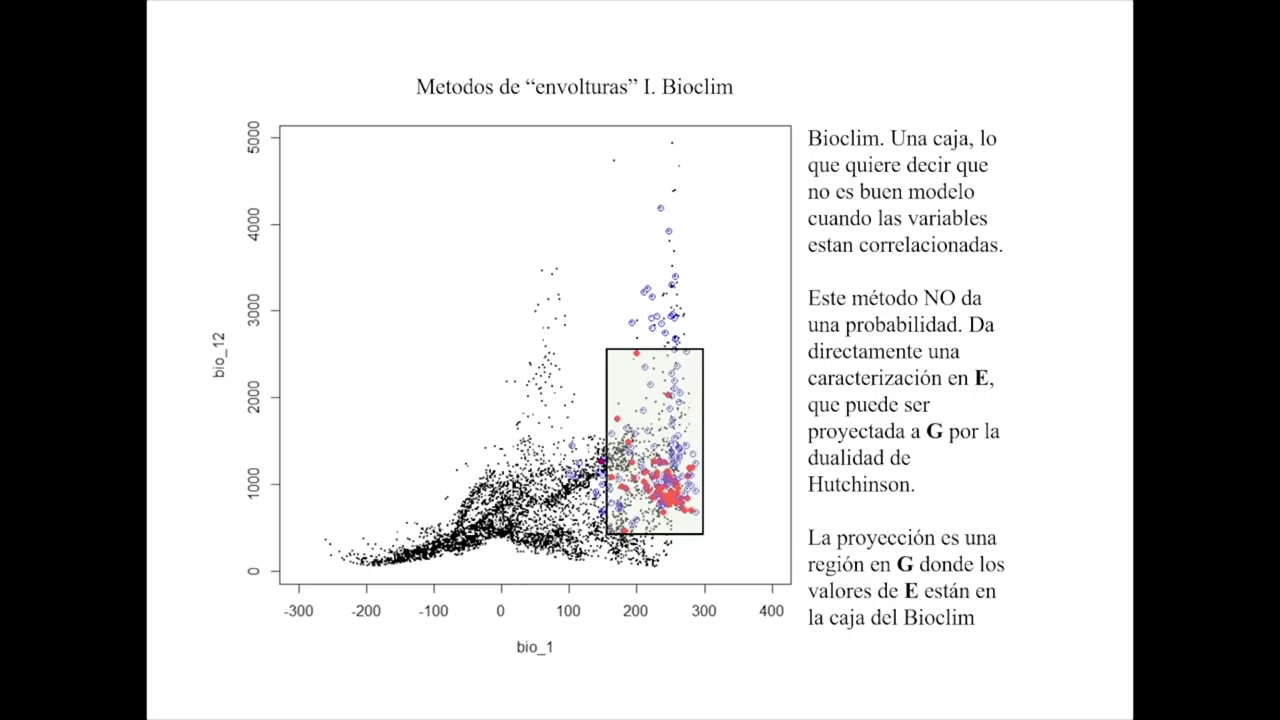 Metodos de “envolturas” I. Bioclim
5000
4000
3000
2000
1000
0
bio_12
-300 -200 -100 0 100 200 300 400
bio_1
Bioclim. Una caja, lo
que quiere decir que
no es buen modelo
cuando las variables
estan correlacionadas.
Este método NO da
una probabilidad. Da
directamente una
caracterización en E,
que puede ser
proyectada a G por la
dualidad de
Hutchinson.
La proyección es una
región en G donde los
valores de E están en
la caja del Bioclim